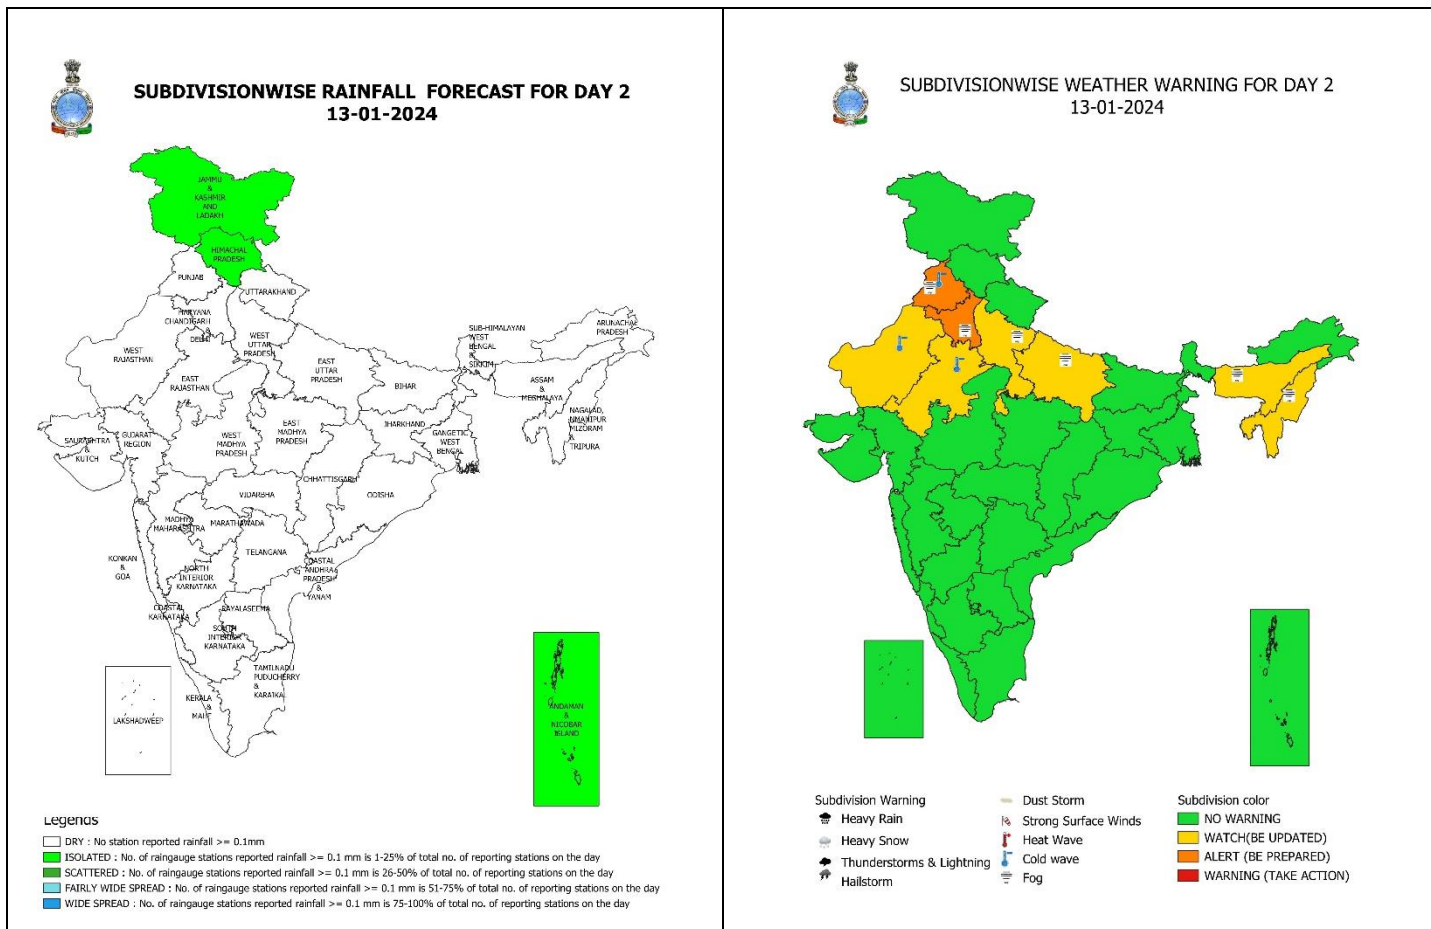 SUBDIVISIONWISE RAINFALL FORECAST FOR DAY 2
13-01-2024
JAMMU
&
KASHMIR
AND
LADAKH
HIMACHAL
PRADESH
PUNJAB
UTTARAKHAND
HARYANA
CHANDIGARH
&
DELHI
WEST
RAJASTHAN
WEST
UTTAR
PRADESH
EAST
RAJASTHAN
EAST
UTTAR
PRADESH
SUB-HIMALAYAN
WEST
BENGAL
&
SIKKIM
ARUNACHAL
PRADESH
BIHAR
ASSAM
&
MEGHALAYA
NAGALAD,
MANIPUR
MIZORAM
&
TRIPURA
SAURASHTRA
&
KUTCH
GUJARAT
REGION
WEST
MADHYA
PRADESH
EAST
MADHYA
PRADESH
JHARKHAND
GANGETIC
WEST
BENGAL
CHHATTISGARH
ODISHA
VIDARBHA
MADHYA
MAHARASHTRA
MARATHAWADA
TELANGANA
KONKAN
&
GOA
NORTH
INTERIOR
KARNATAKA
COASTAL
ANDHRA
PRADESH
&
YANAM
COASTAL
KARNATAKA
RAYALASEEMA
SOUTH
INTERIOR
KARNATAKA
TAMILNADU
PUDUCHERRY
&
KARAIKAL
KERALA
&
MAHE
LAKSHADWEEP
ANDAMAN
&
NICOBAR
ISLAND
Legends
DRY : No station reported rainfall >= 0.1mm
ISOLATED : No. of raingauge stations reported rainfall >= 0.1 mm is 1-25% of total no. of reporting stations on the day
SCATTERED : No. of raingauge stations reported rainfall >= 0.1 mm is 26-50% of total no. of reporting stations on the day
FAIRLY WIDE SPREAD : No. of raingauge stations reported rainfall >= 0.1 mm is 51-75% of total no. of reporting stations on the day
WIDE SPREAD : No. of raingauge stations reported rainfall >= 0.1 mm is 75-100% of total no. of reporting stations on the day
SUBDIVISIONWISE WEATHER WARNING FOR DAY 2
13-01-2024
Subdivision Warning
Heavy Rain
Heavy Snow
Thunderstorms & Lightning
Hailstorm
Dust Storm
Strong Surface Winds
Heat Wave
Cold wave
Fog
Subdivision color
NO WARNING
WATCH(BE UPDATED)
ALERT (BE PREPARED)
WARNING (TAKE ACTION)